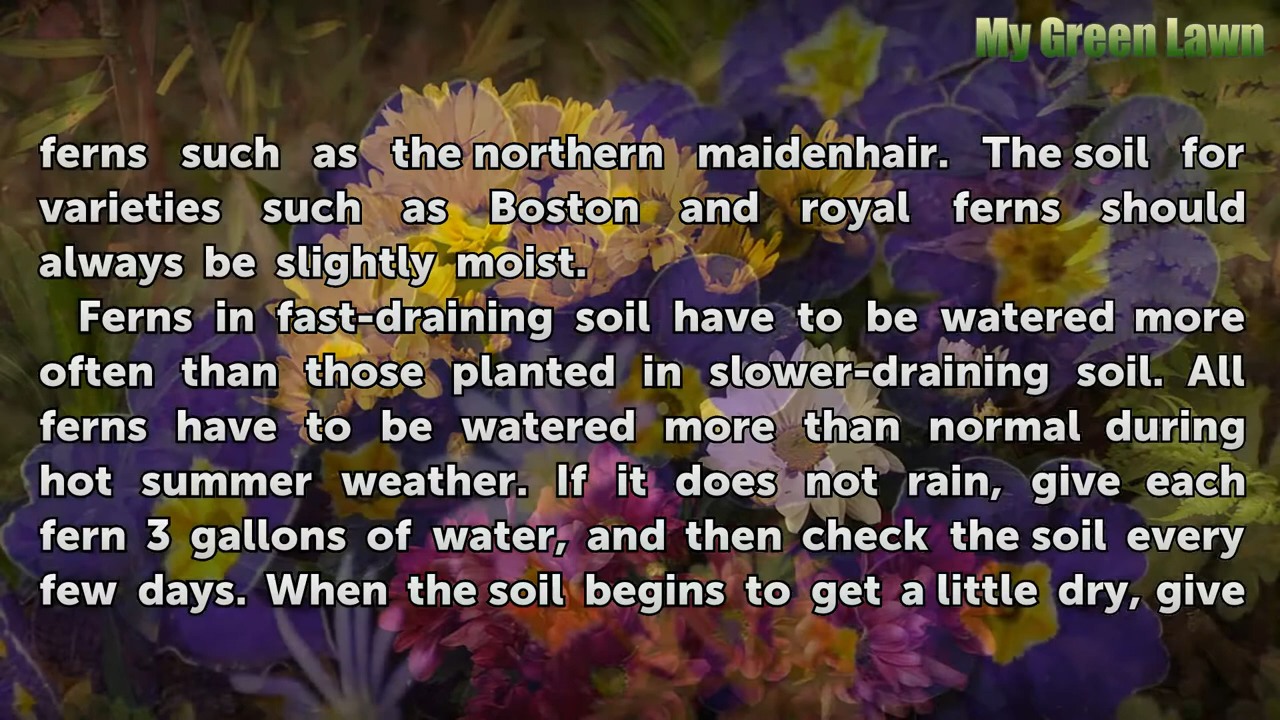 My Green Lawn
ferns such as the northern maidenhair. The soil for
varieties such as Boston and royal ferns should
always be slightly moist.
Ferns in fast-draining soil have to be watered more
often than those planted in slower-draining soil. All
ferns have to be watered more than normal during
hot summer weather. If it does not rain, give each
fern 3 gallons of water, and then check the soil every
few days. When the soil begins to get a little dry, give